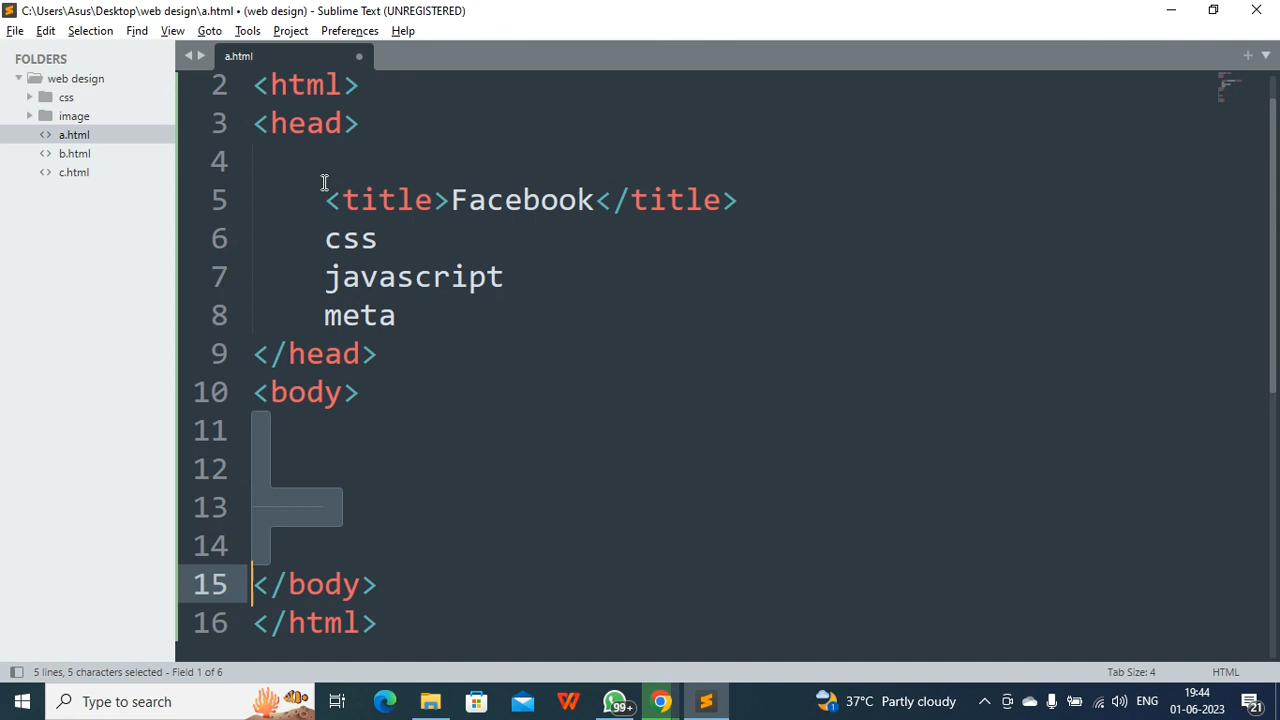 C:\Users\Asus\Desktop\web design\a.html • (web design) - Sublime Text (UNREGISTERED)
File Edit Selection Find View Goto Tools Project Preferences Help
FOLDERS
web design
css
image
a.html
b.html
c.html
a.html
2 <html>
3 <head>
4
5 <title>Facebook</title>
6 css
7 javascript
8 meta
9 </head>
10 <body>
11
12
13
14
15 </body>
16 </html>
5 lines, 5 characters selected - Field 1 of 6 Tab Size: 4 HTML
Type to search 99+ 37°C Partly cloudy ENG 19:44
01-06-2023 21